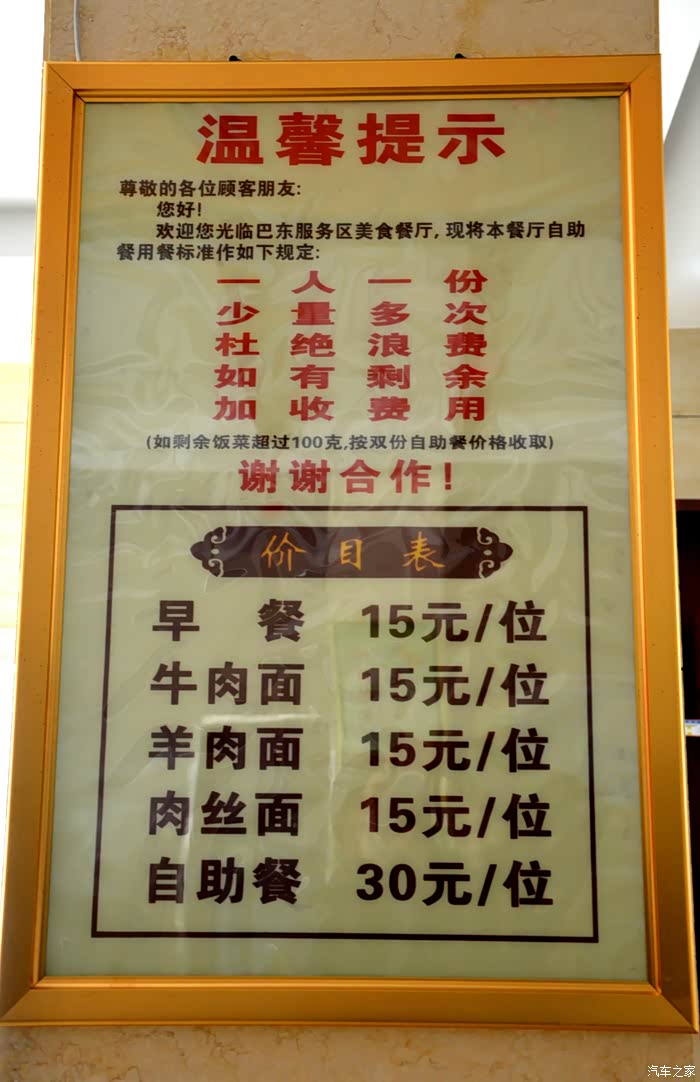 温馨提示
尊敬的各位顾客朋友:
您好!
欢迎您光临巴东服务区美食餐厅,现将本餐厅自助
餐用餐标准作如下规定:
一人一份
少量多次
杜绝浪费
如有剩余
加收费用
(如剩余饭菜超过100克,按双份自助餐价格收取)
谢谢合作!
价目表
早餐 15元/位
牛肉面 15元/位
羊肉面 15元/位
肉丝面 15元/位
自助餐 30元/位
汽车之家